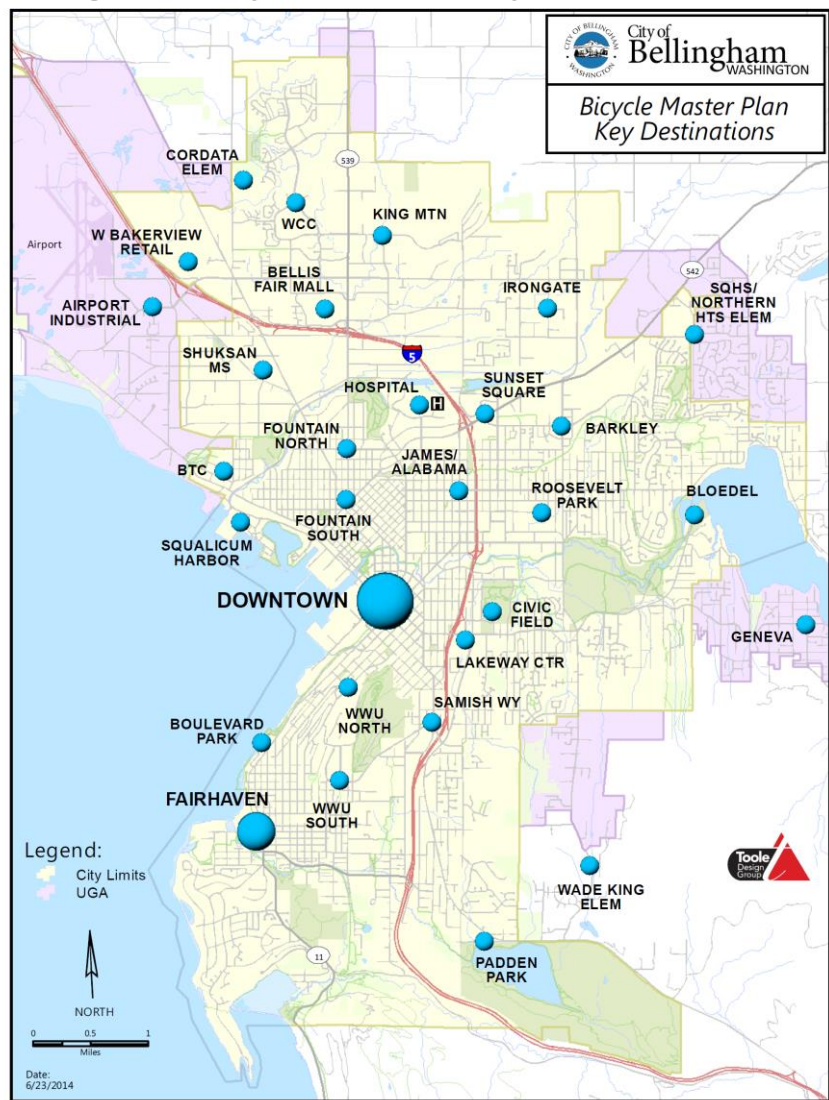 CITY OF BELLINGHAM
WASHINGTON
City of
Bellingham
WASHINGTON
Bicycle Master Plan
Key Destinations
CORDATA
ELEM
539
WCC
KING MTN
W BAKERVIEW
RETAIL
Airport
BELLIS
FAIR MALL
IRONGATE
542
SQHS/
NORTHERN
HTS ELEM
AIRPORT
INDUSTRIAL
5
SHUKSAN
MS
HOSPITAL
H
SUNSET
SQUARE
FOUNTAIN
NORTH
BARKLEY
JAMES/
ALABAMA
BTC
ROOSEVELT
PARK
BLOEDEL
FOUNTAIN
SOUTH
SQUALICUM
HARBOR
DOWNTOWN
CIVIC
FIELD
GENEVA
LAKEWAY CTR
SAMISH WY
WWU
NORTH
BOULEVARD
PARK
FAIRHAVEN
WWU
SOUTH
Legend:
City Limits
UGA
Toole
Design
Group
WADE KING
ELEM
11
PADDEN
PARK
NORTH
0 0.5 1
Miles
Date:
6/23/2014